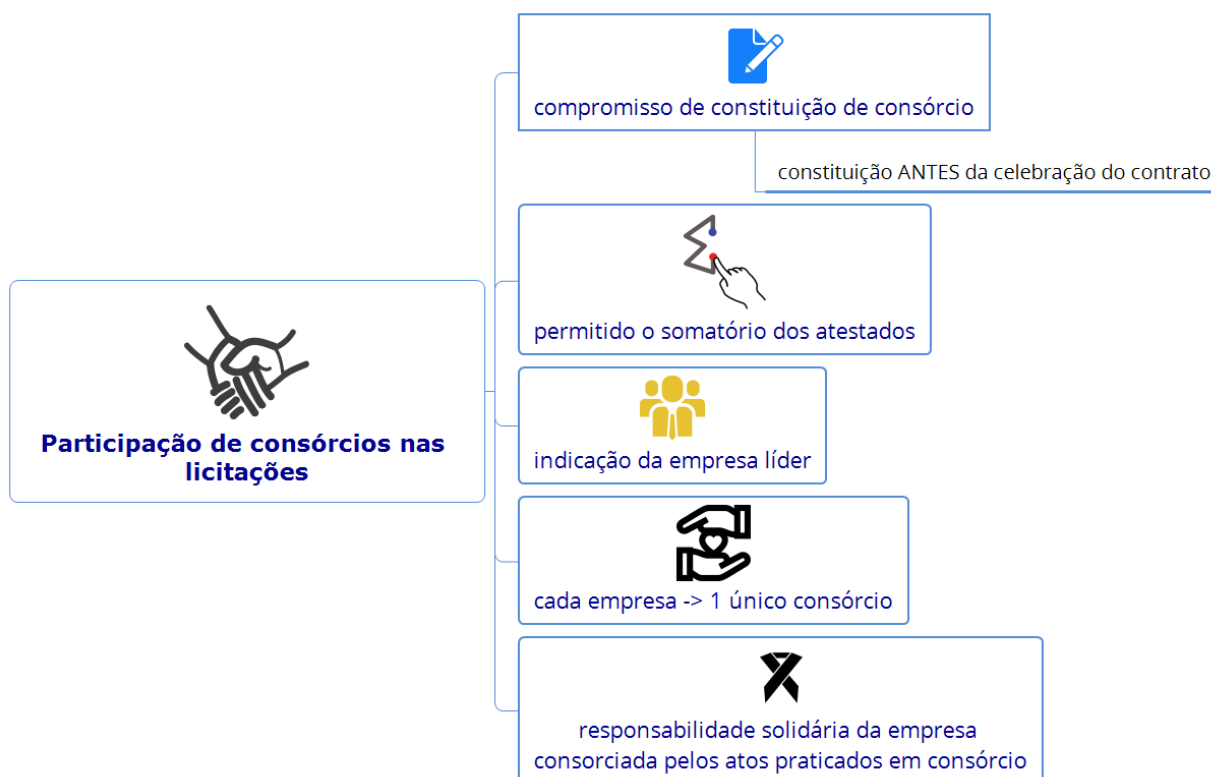 compromisso de constituição de consórcio
constituição ANTES da celebração do contrato
permitido o somatório dos atestados
Participação de consórcios nas
licitações
indicação da empresa líder
cada empresa -> 1 único consórcio
responsabilidade solidária da empresa
consorciada pelos atos praticados em consórcio